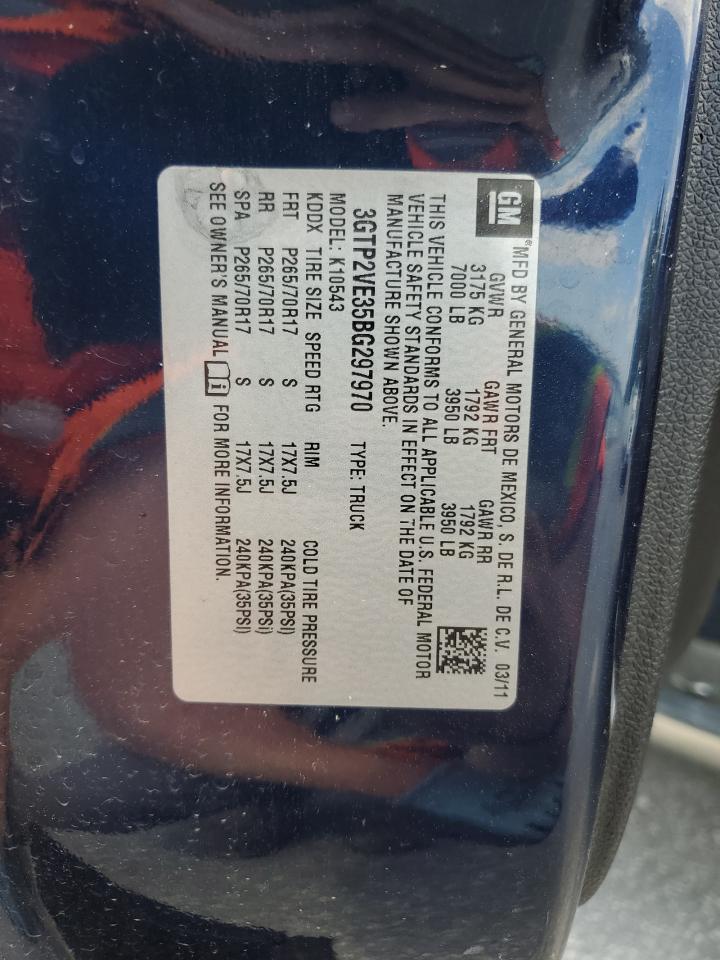 GM ® MFD BY GENERAL MOTORS DE MEXICO, S. DE R.L. DE C.V. 03/11
GVWR GAWR FRT GAWR RR
3175 KG 1792 KG 1792 KG
7000 LB 3950 LB 3950 LB
THIS VEHICLE CONFORMS TO ALL APPLICABLE U.S. FEDERAL MOTOR
VEHICLE SAFETY STANDARDS IN EFFECT ON THE DATE OF
MANUFACTURE SHOWN ABOVE.
3GTP2VE35BG297970 TYPE: TRUCK
MODEL: K10543
KDDX TIRE SIZE SPEED RTG RIM COLD TIRE PRESSURE
FRT P265/70R17 S 17X7.5J 240KPA(35PSI)
RR P265/70R17 S 17X7.5J 240KPA(35PSI)
SPA P265/70R17 S 17X7.5J 240KPA(35PSI)
SEE OWNER'S MANUAL i FOR MORE INFORMATION.